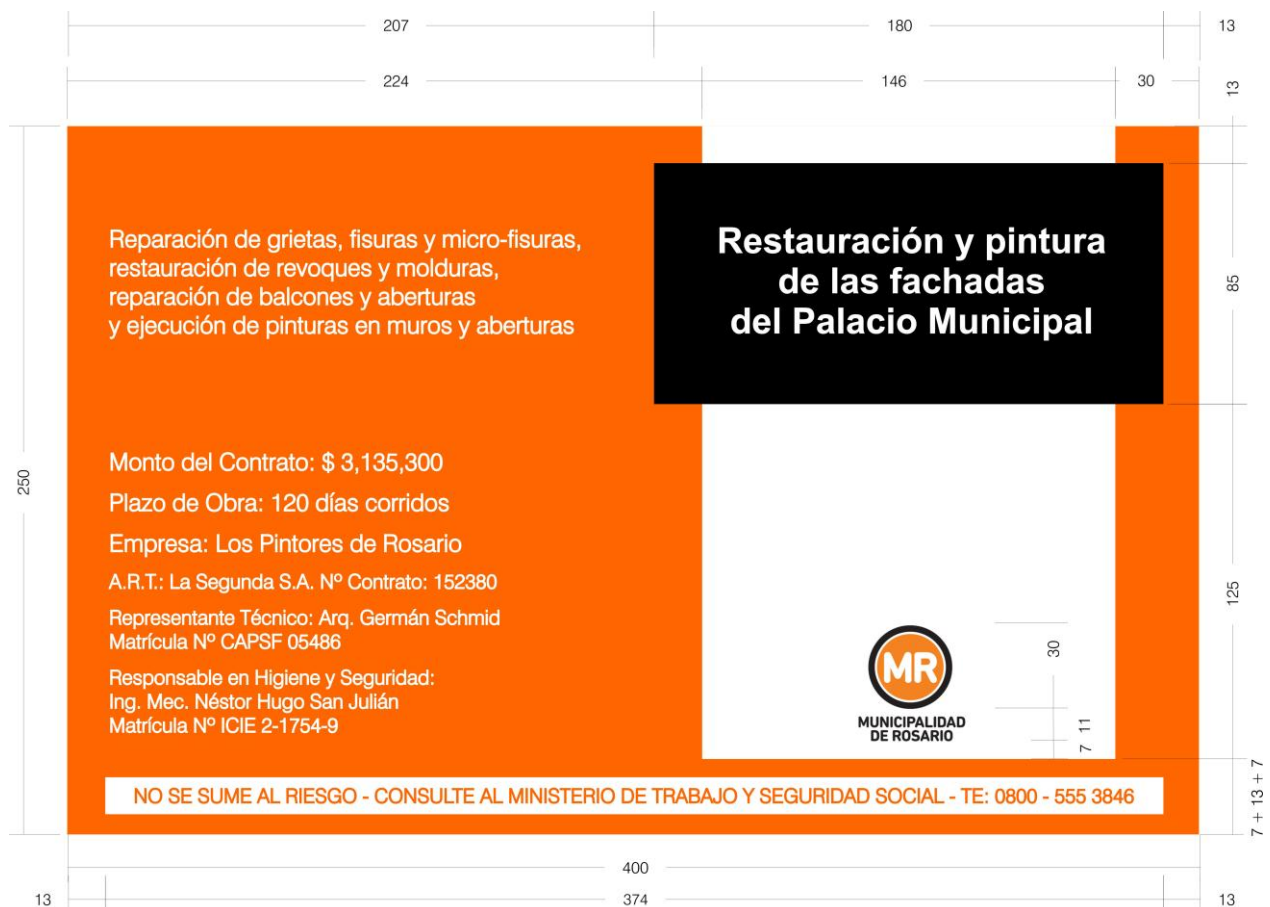 207
180
13
224
146
30
13
Reparación de grietas, fisuras y micro-fisuras,
restauración de revoques y molduras,
reparación de balcones y aberturas
y ejecución de pinturas en muros y aberturas
Restauración y pintura
de las fachadas
del Palacio Municipal
85
250
Monto del Contrato: $ 3,135,300
Plazo de Obra: 120 días corridos
Empresa: Los Pintores de Rosario
A.R.T.: La Segunda S.A. Nº Contrato: 152380
Representante Técnico: Arq. Germán Schmid
Matrícula Nº CAPSF 05486
Responsable en Higiene y Seguridad:
Ing. Mec. Néstor Hugo San Julián
Matrícula Nº ICIE 2-1754-9
125
MR
MUNICIPALIDAD
DE ROSARIO
30
7 11
NO SE SUME AL RIESGO - CONSULTE AL MINISTERIO DE TRABAJO Y SEGURIDAD SOCIAL - TE: 0800 - 555 3846
7 + 13 + 7
400
13
374
13